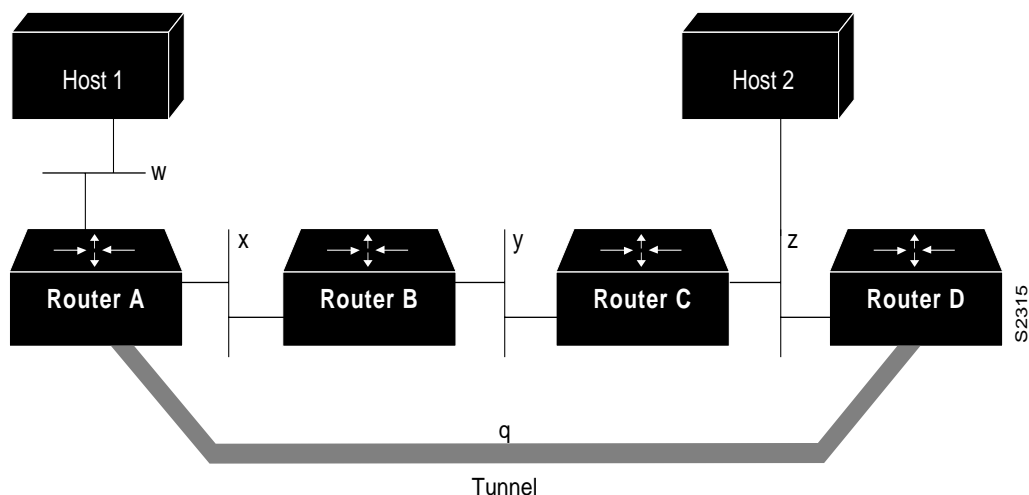 Host 1
Host 2
w
x
y
z
Router A
Router B
Router C
Router D
S2315
q
Tunnel